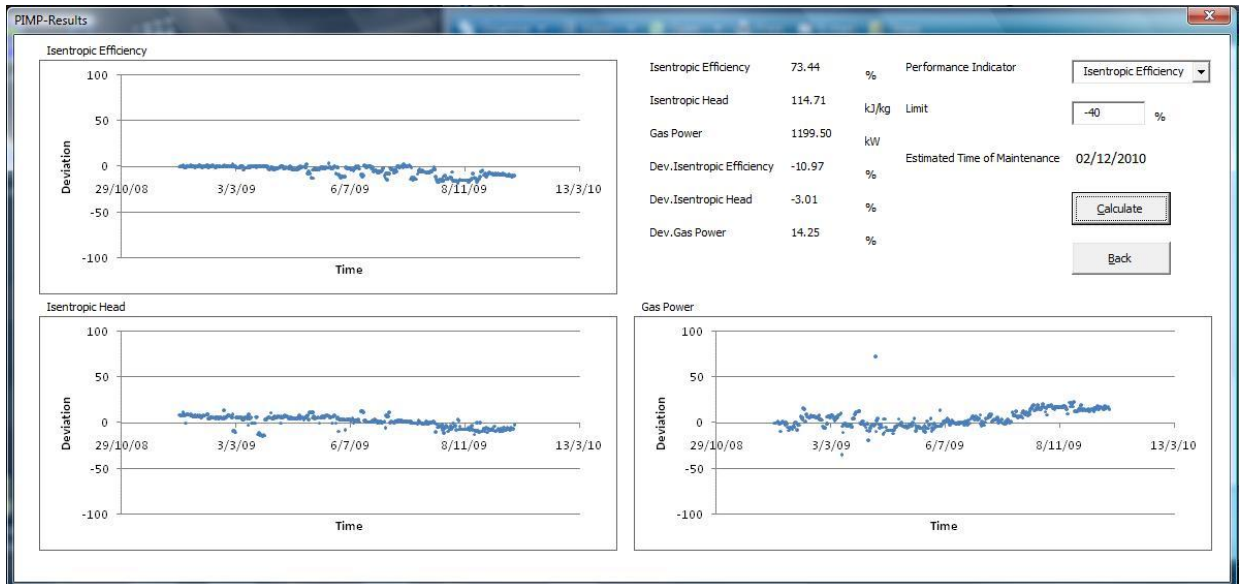 PIMP-Results
Isentropic Efficiency
100
50
0
-50
-100
Deviation
29/10/08 3/3/09 6/7/09 8/11/09 13/3/10
Time
Isentropic Efficiency 73.44 %
Isentropic Head 114.71 kJ/kg
Gas Power 1199.50 kW
Dev.Isentropic Efficiency -10.97 %
Dev.Isentropic Head -3.01 %
Dev.Gas Power 14.25 %
Performance Indicator Isentropic Efficiency
Limit -40 %
Estimated Time of Maintenance 02/12/2010
Calculate
Back
Isentropic Head
100
50
0
-50
-100
Deviation
29/10/08 3/3/09 6/7/09 8/11/09 13/3/10
Time
Gas Power
100
50
0
-50
-100
Deviation
29/10/08 3/3/09 6/7/09 8/11/09 13/3/10
Time